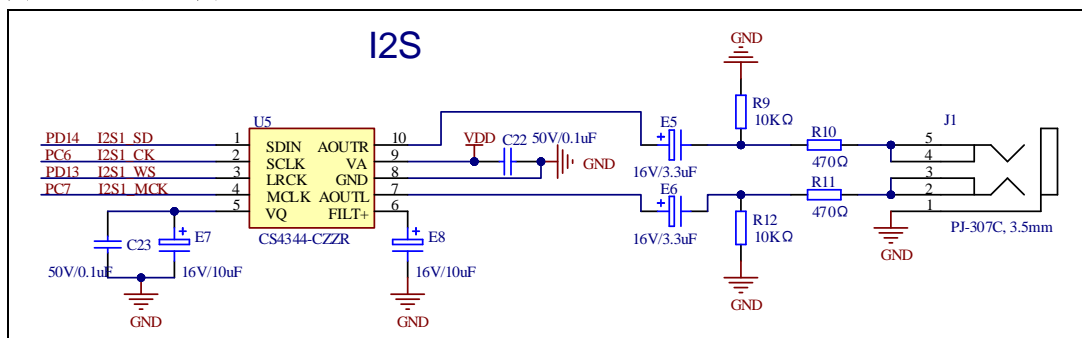 I2S
GND
U5
PD14 I2S1_SD 1 SDIN AOUTR 10
PC6 I2S1_CK 2 SCLK VA 9
PD13 I2S1_WS 3 LRCK GND 8
PC7 I2S1_MCK 4 MCLK AOUTL 7
5 VQ FILT+ 6
CS4344-CZZR
VDD
C22
50V/0.1uF
GND
E5
16V/3.3uF
E6
16V/3.3uF
R9
10KΩ
R10
470Ω
R11
470Ω
R12
10KΩ
GND
J1
5
4
3
2
1
PJ-307C, 3.5mm
GND
C23
50V/0.1uF
E7
16V/10uF
GND
E8
16V/10uF
GND